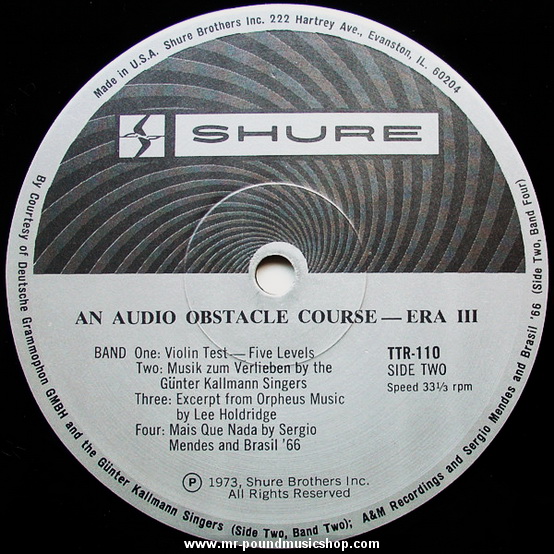 Made in U.S.A. Shure Brothers Inc. 222 Hartrey Ave., Evanston, IL. 60204
SHURE
AN AUDIO OBSTACLE COURSE — ERA III
BAND One: Violin Test — Five Levels
Two: Musik zum Verlieben by the
Günter Kallmann Singers
Three: Excerpt from Orpheus Music
by Lee Holdridge
Four: Mais Que Nada by Sergio
Mendes and Brasil '66
TTR-110
SIDE TWO
Speed 33⅓ rpm
Ⓟ 1973, Shure Brothers Inc.
All Rights Reserved
By Courtesy of Deutsche Grammophon GMBH and the Günter Kallmann Singers (Side Two, Band Two); A&M Recordings and Sergio Mendes and Brasil '66 (Side Two, Band Four)
www.mr-poundmusicshop.com